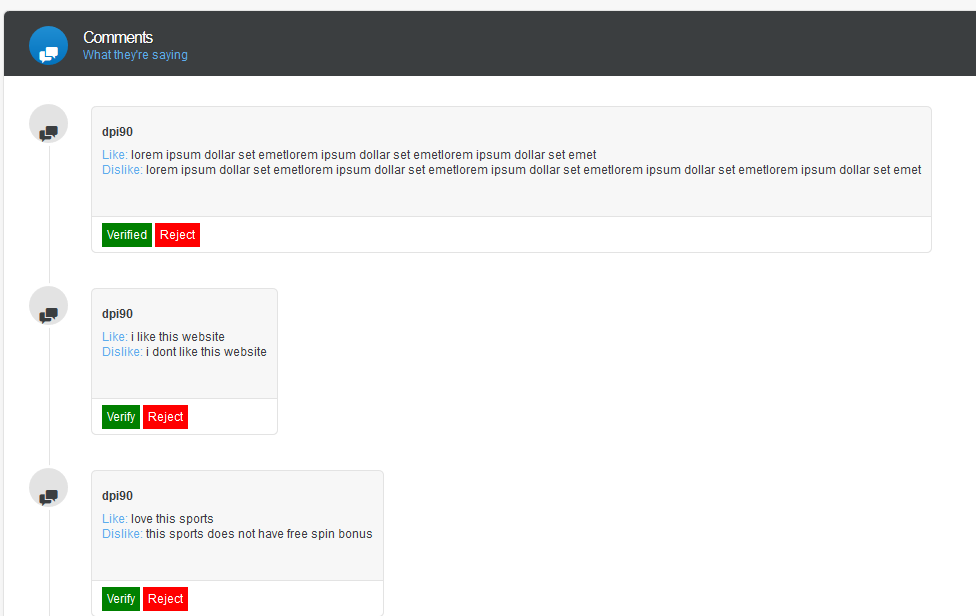 Comments
What they're saying
dpi90
Like: lorem ipsum dollar set emetlorem ipsum dollar set emetlorem ipsum dollar set emet
Dislike: lorem ipsum dollar set emetlorem ipsum dollar set emetlorem ipsum dollar set emetlorem ipsum dollar set emetlorem ipsum dollar set emet
Verified Reject
dpi90
Like: i like this website
Dislike: i dont like this website
Verify Reject
dpi90
Like: love this sports
Dislike: this sports does not have free spin bonus
Verify Reject